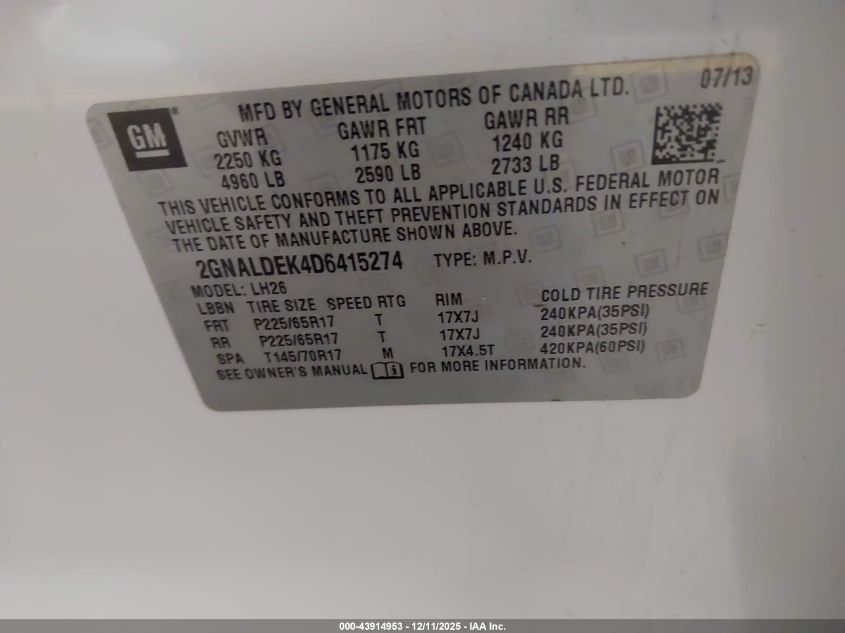 07/13
GM®
MFD BY GENERAL MOTORS OF CANADA LTD.
GVWR GAWR FRT GAWR RR
2250 KG 1175 KG 1240 KG
4960 LB 2590 LB 2733 LB
THIS VEHICLE CONFORMS TO ALL APPLICABLE U.S. FEDERAL MOTOR
VEHICLE SAFETY AND THEFT PREVENTION STANDARDS IN EFFECT ON
THE DATE OF MANUFACTURE SHOWN ABOVE.
2GNALDEK4D6415274 TYPE: M.P.V.
MODEL: LH26
LBBN TIRE SIZE SPEED RTG RIM COLD TIRE PRESSURE
FRT P225/65R17 T 17X7J 240KPA(35PSI)
RR P225/65R17 T 17X7J 240KPA(35PSI)
SPA T145/70R17 M 17X4.5T 420KPA(60PSI)
SEE OWNER'S MANUAL i FOR MORE INFORMATION.
000-43914953 - 12/11/2025 - IAA Inc.